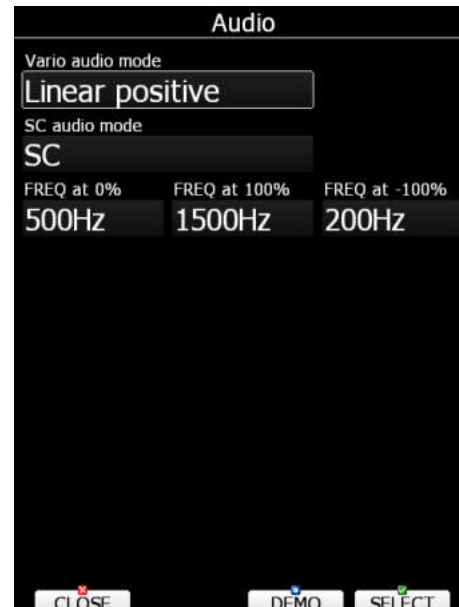 Audio
Vario audio mode
Linear positive
SC audio mode
SC
FREQ at 0% FREQ at 100% FREQ at -100%
500Hz 1500Hz 200Hz
CLOSE DEMO SELECT